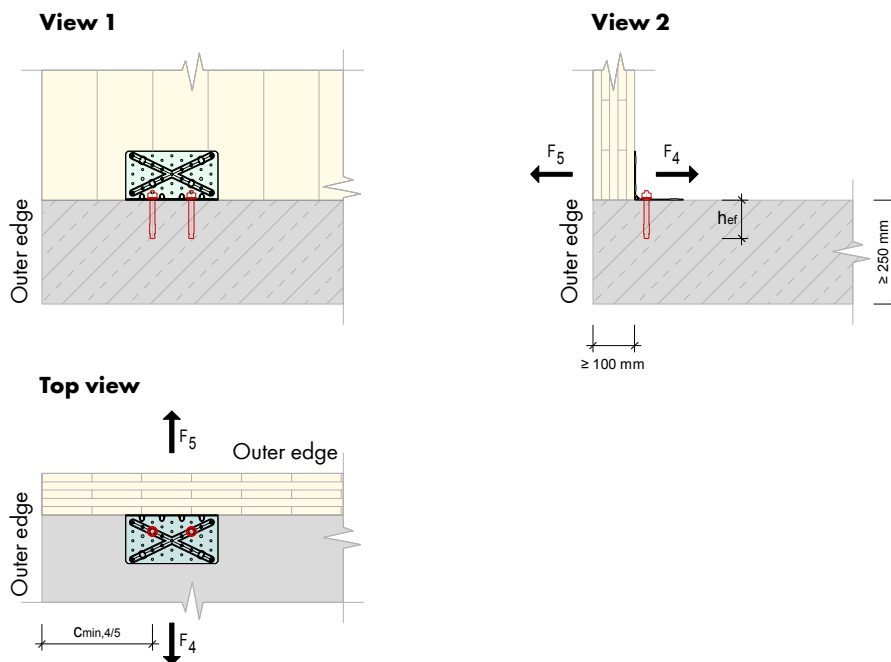 View 1
Outer edge
View 2
F5
F4
hef
Outer edge
≥ 250 mm
≥ 100 mm
Top view
F5
Outer edge
Outer edge
cmin,4/5
F4